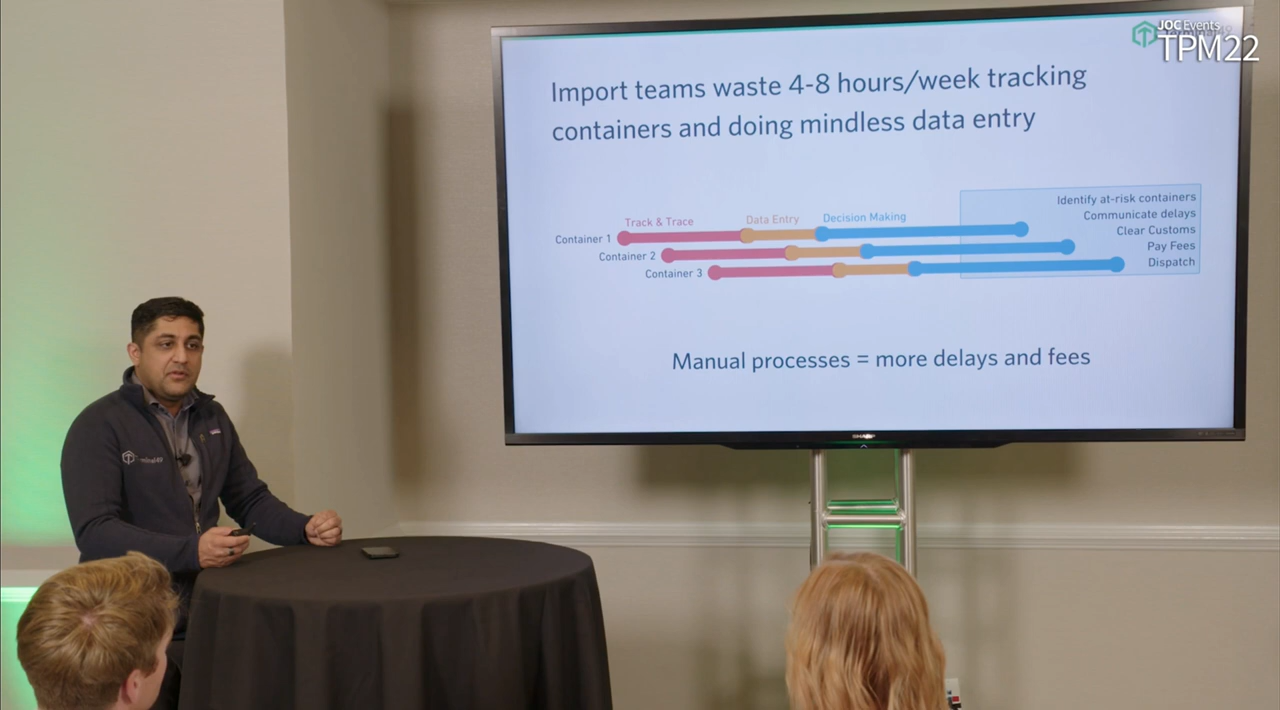 JOC Events
TPM22
Import teams waste 4-8 hours/week tracking
containers and doing mindless data entry
Track & Trace
Data Entry
Decision Making
Container 1
Container 2
Container 3
Identify at-risk containers
Communicate delays
Clear Customs
Pay Fees
Dispatch
Manual processes = more delays and fees
SHARP